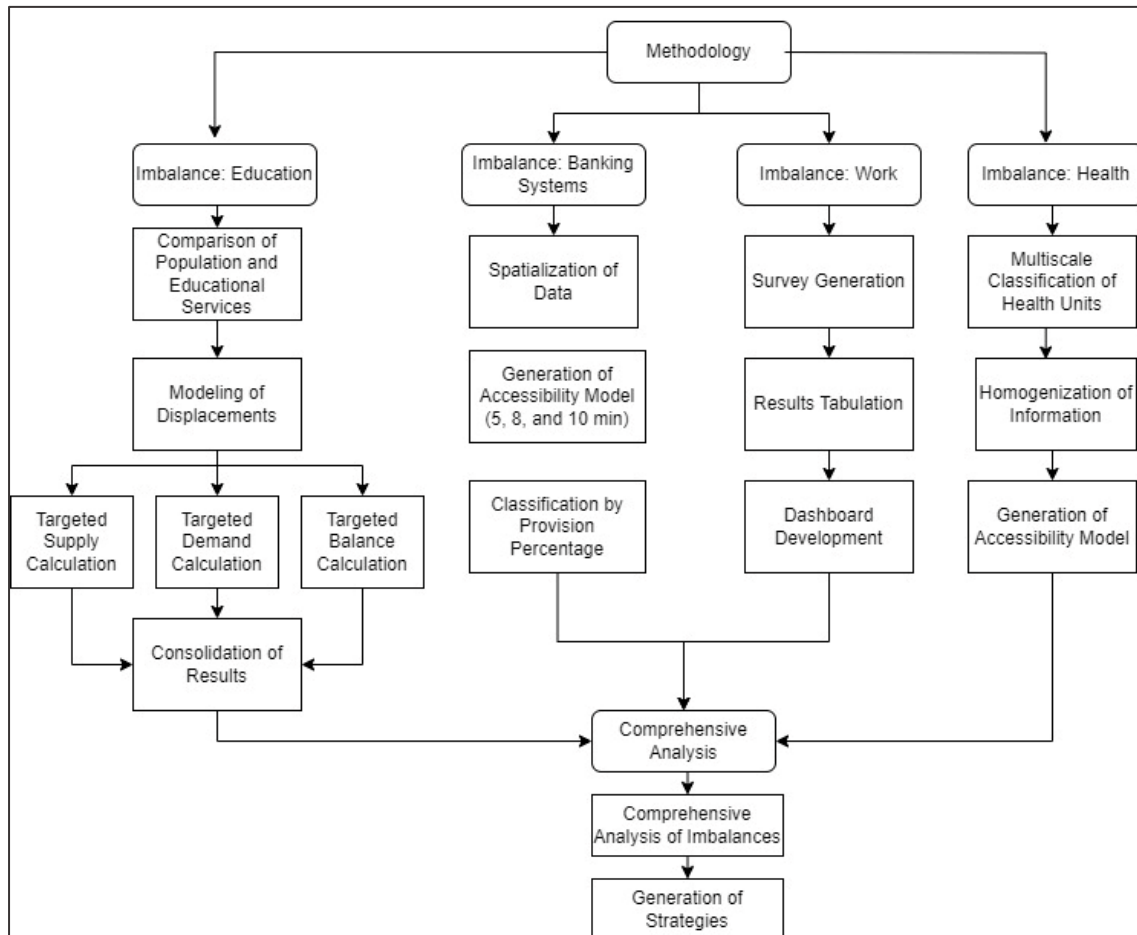 Methodology
Imbalance: Education
Imbalance: Banking
Systems
Imbalance: Work
Imbalance: Health
Comparison of
Population and
Educational
Services
Spatialization of
Data
Survey Generation
Multiscale
Classification of
Health Units
Modeling of
Displacements
Generation of
Accessibility Model
(5, 8, and 10 min)
Results Tabulation
Homogenization of
Information
Targeted
Supply
Calculation
Targeted
Demand
Calculation
Targeted
Balance
Calculation
Classification by
Provision
Percentage
Dashboard
Development
Generation of
Accessibility Model
Consolidation of
Results
Comprehensive
Analysis
Comprehensive
Analysis of Imbalances
Generation of
Strategies